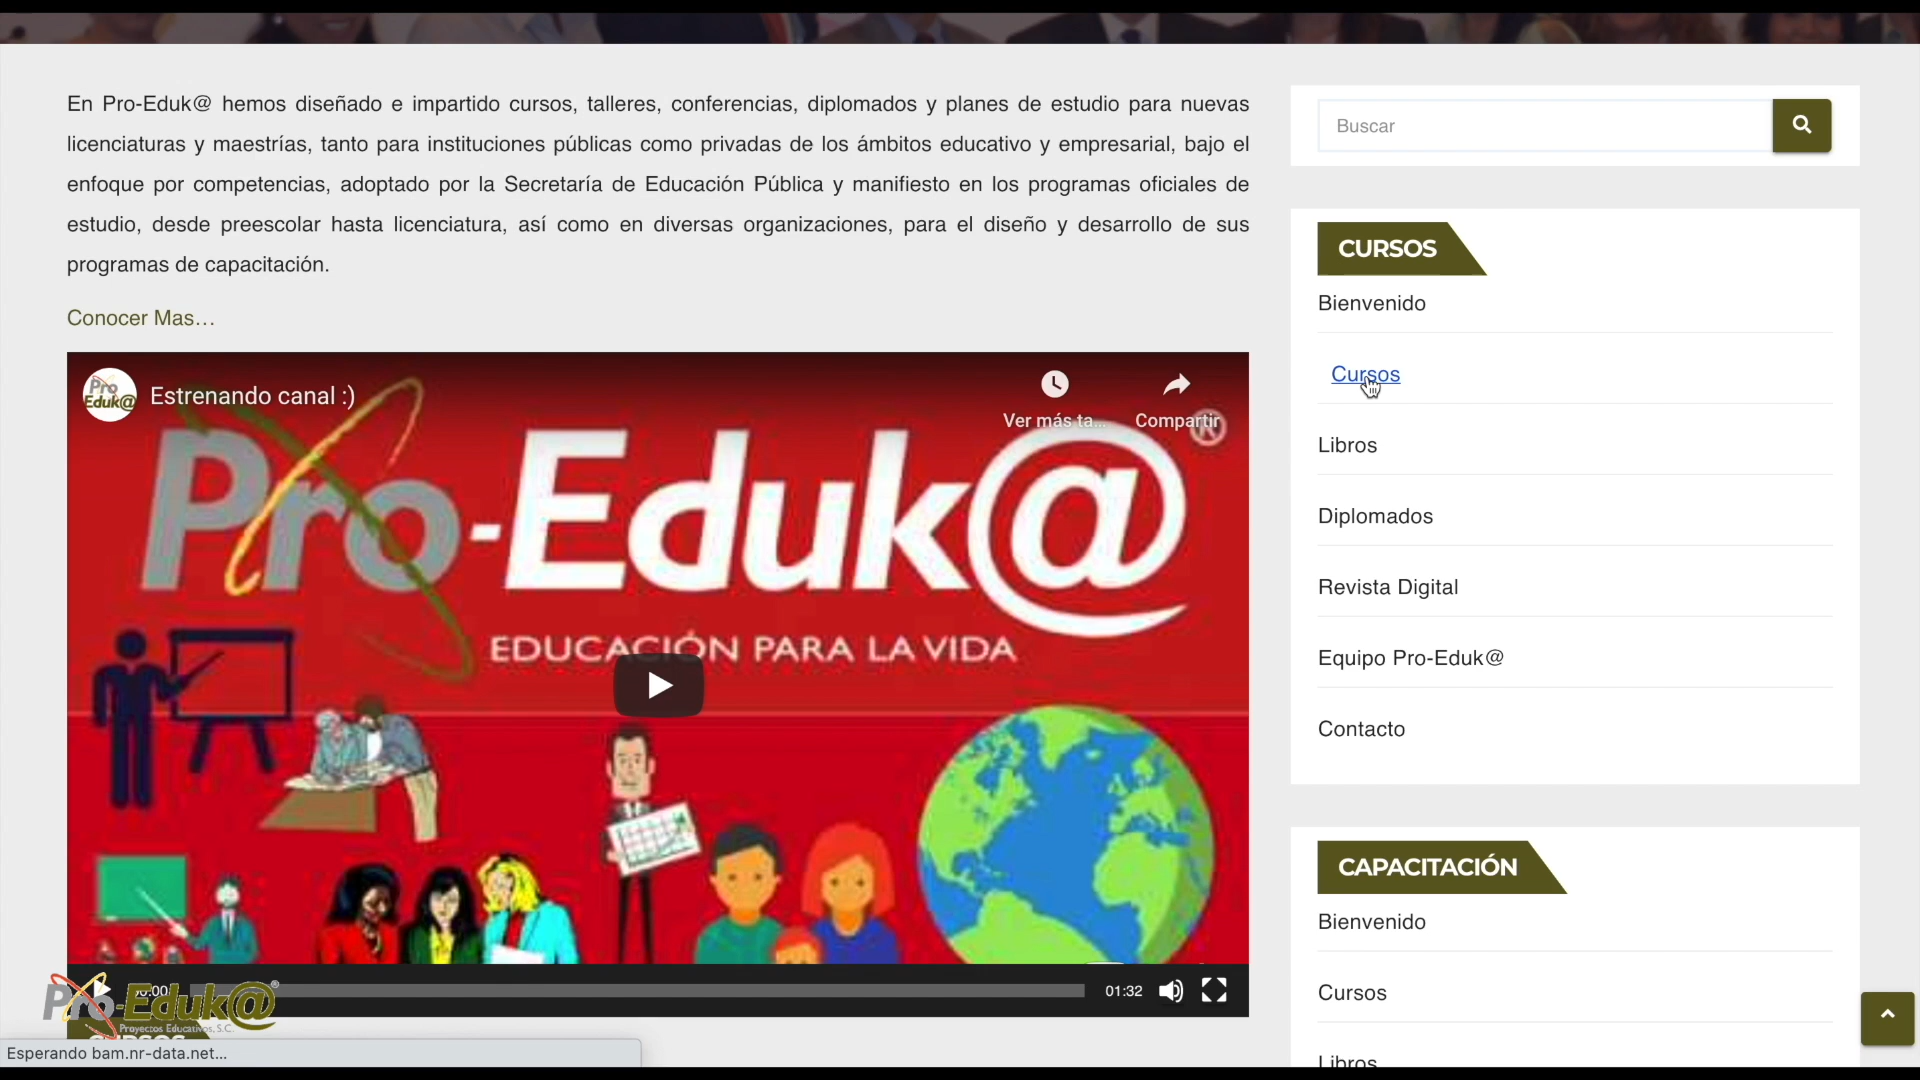 En Pro-Eduk@ hemos diseñado e impartido cursos, talleres, conferencias, diplomados y planes de estudio para nuevas
licenciaturas y maestrías, tanto para instituciones públicas como privadas de los ámbitos educativo y empresarial, bajo el
enfoque por competencias, adoptado por la Secretaría de Educación Pública y manifiesto en los programas oficiales de
estudio, desde preescolar hasta licenciatura, así como en diversas organizaciones, para el diseño y desarrollo de sus
programas de capacitación.
Conocer Mas…
Pro
Eduk@
Estrenando canal :)
Ver más ta...
Compartir
Pro-Eduk@®
EDUCACIÓN PARA LA VIDA
01:32
Pro-Eduk@®
Proyectos Educativos, S.C.
CURSOS
Esperando bam.nr-data.net...
Buscar
CURSOS
Bienvenido
Cursos
Libros
Diplomados
Revista Digital
Equipo Pro-Eduk@
Contacto
CAPACITACIÓN
Bienvenido
Cursos
Libros